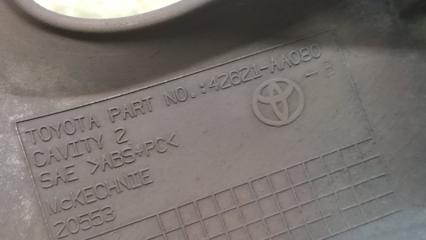 TOYOTA PART NO.:42621-AA080
CAVITY 2
SAE >ABS+PC<
McKECHNIE
20553